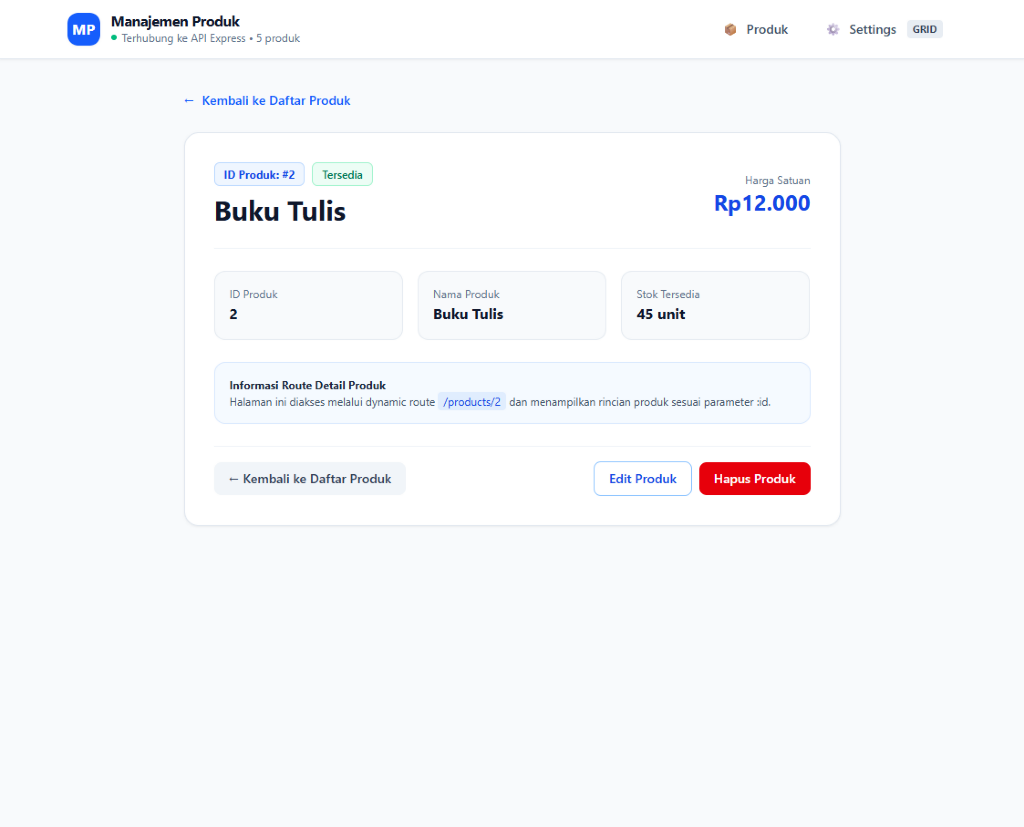 MP
Manajemen Produk
Terhubung ke API Express • 5 produk
Produk
Settings
GRID
← Kembali ke Daftar Produk
ID Produk: #2
Tersedia
Buku Tulis
Harga Satuan
Rp12.000
ID Produk
2
Nama Produk
Buku Tulis
Stok Tersedia
45 unit
Informasi Route Detail Produk
Halaman ini diakses melalui dynamic route /products/2 dan menampilkan rincian produk sesuai parameter :id.
← Kembali ke Daftar Produk
Edit Produk
Hapus Produk